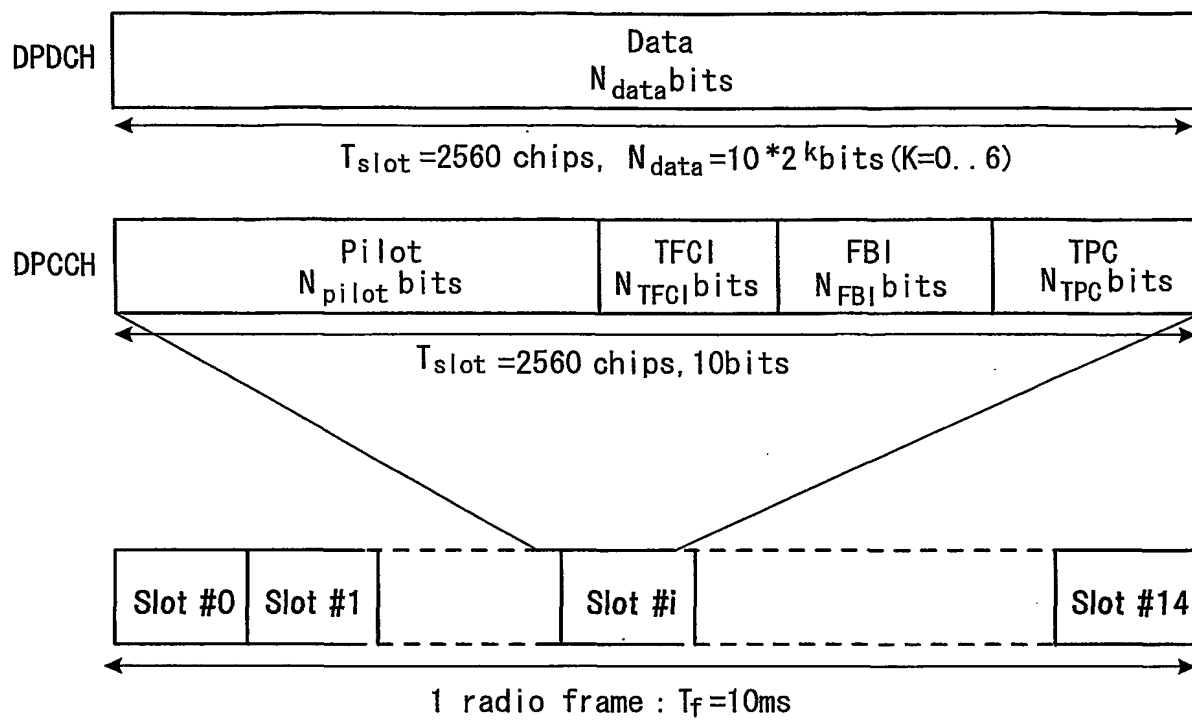 DPDCH
Data
N_data bits
T_slot =2560 chips, N_data=10*2^k bits (K=0..6)
DPCCH
Pilot
N_pilot bits
TFCI
N_TFCI bits
FBI
N_FBI bits
TPC
N_TPC bits
T_slot =2560 chips, 10bits
Slot #0
Slot #1
Slot #i
Slot #14
1 radio frame : T_f=10ms